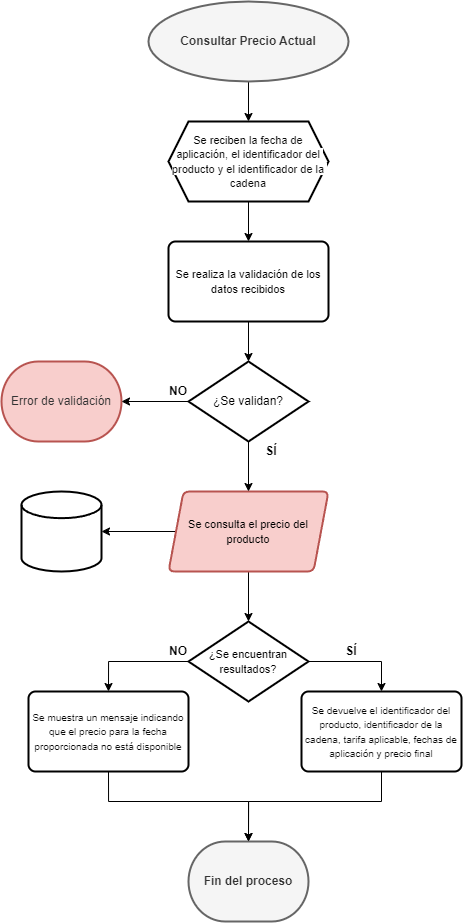 Consultar Precio Actual
Se reciben la fecha de
aplicación, el identificador del
producto y el identificador de la
cadena
Se realiza la validación de los
datos recibidos
NO
¿Se validan?
Error de validación
SÍ
Se consulta el precio del
producto
NO
¿Se encuentran
resultados?
SÍ
Se muestra un mensaje indicando
que el precio para la fecha
proporcionada no está disponible
Se devuelve el identificador del
producto, identificador de la
cadena, tarifa aplicable, fechas de
aplicación y precio final
Fin del proceso